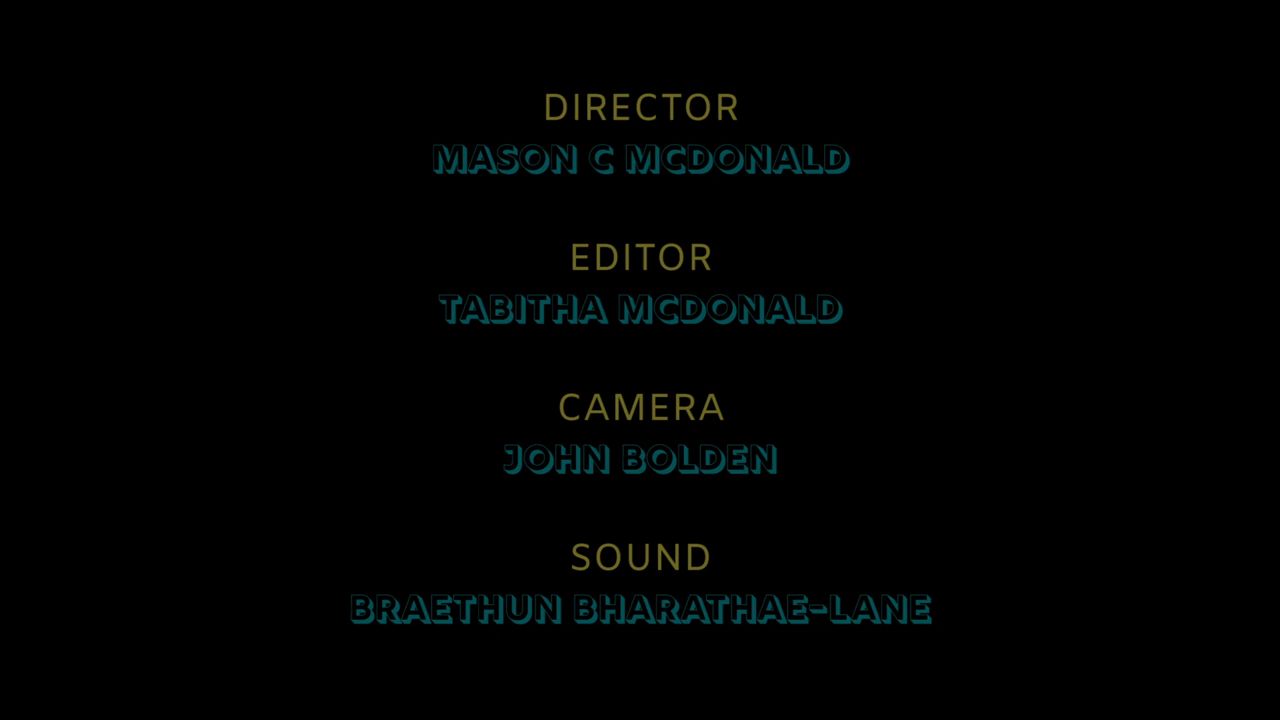 DIRECTOR
MASON C MCDONALD
EDITOR
TABITHA MCDONALD
CAMERA
JOHN BOLDEN
SOUND
BRAETHUN BHARATHAE-LANE